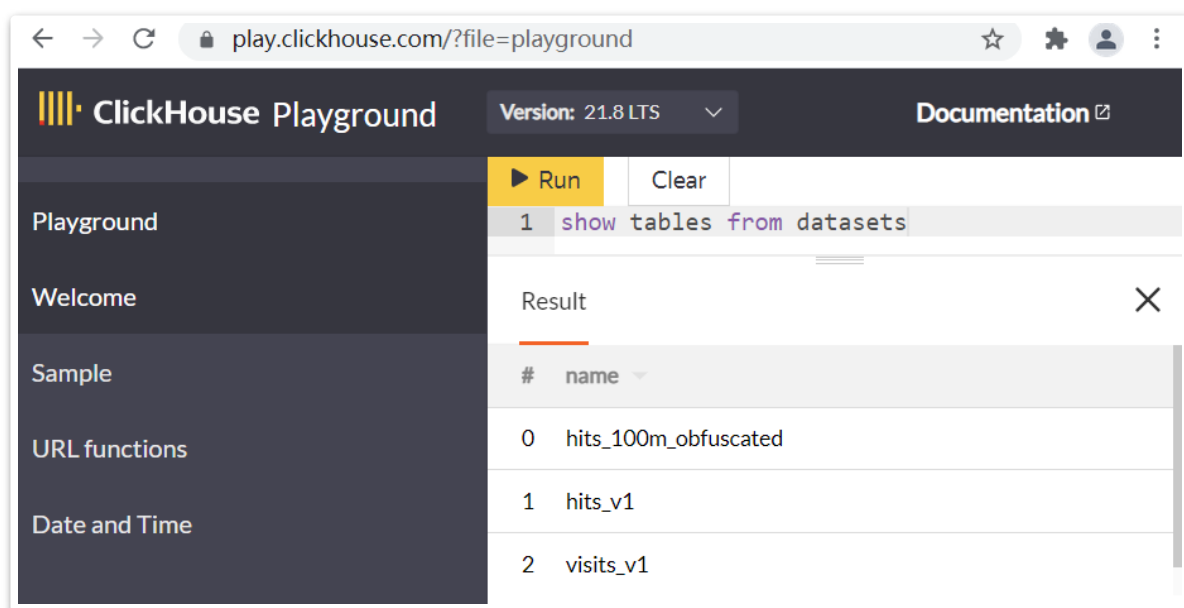 play.clickhouse.com/?file=playground
ClickHouse Playground
Version: 21.8 LTS
Documentation
Playground
Welcome
Sample
URL functions
Date and Time
Run Clear
1 show tables from datasets
Result
# name
0 hits_100m_obfuscated
1 hits_v1
2 visits_v1